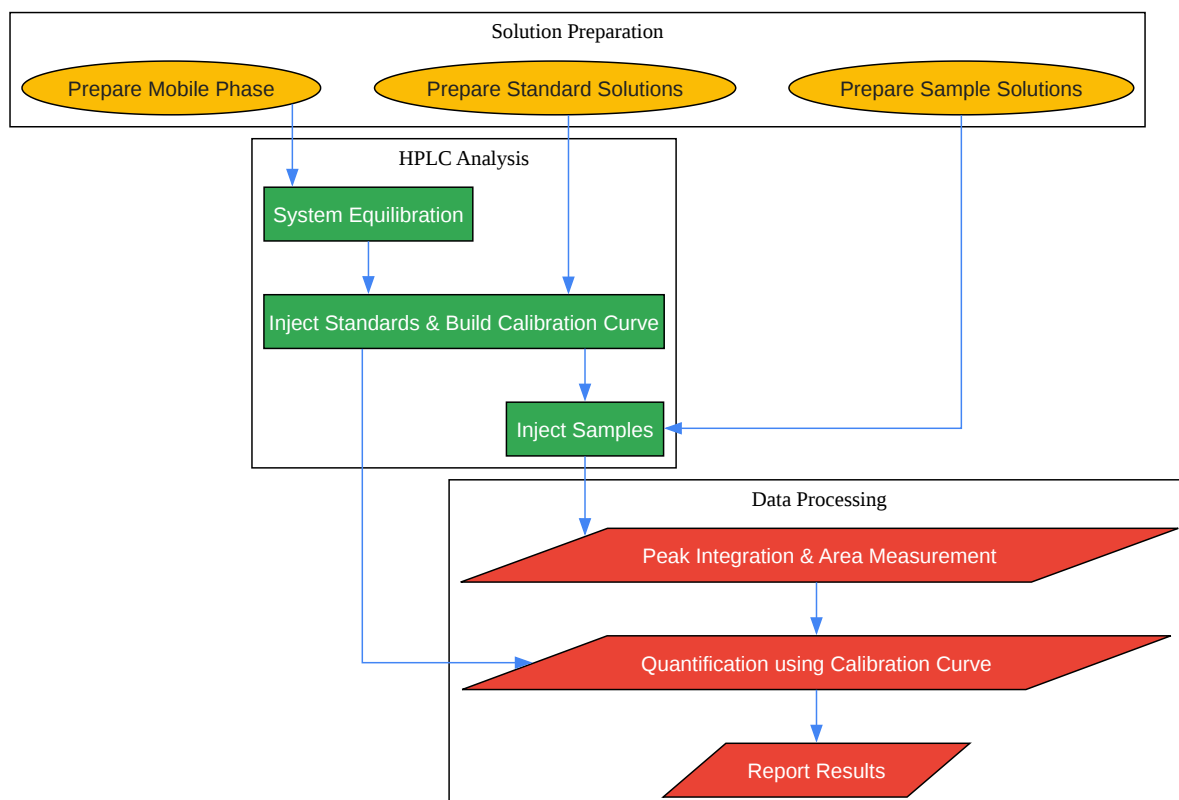 Solution Preparation
Prepare Mobile Phase
Prepare Standard Solutions
Prepare Sample Solutions
HPLC Analysis
System Equilibration
Inject Standards & Build Calibration Curve
Inject Samples
Data Processing
Peak Integration & Area Measurement
Quantification using Calibration Curve
Report Results